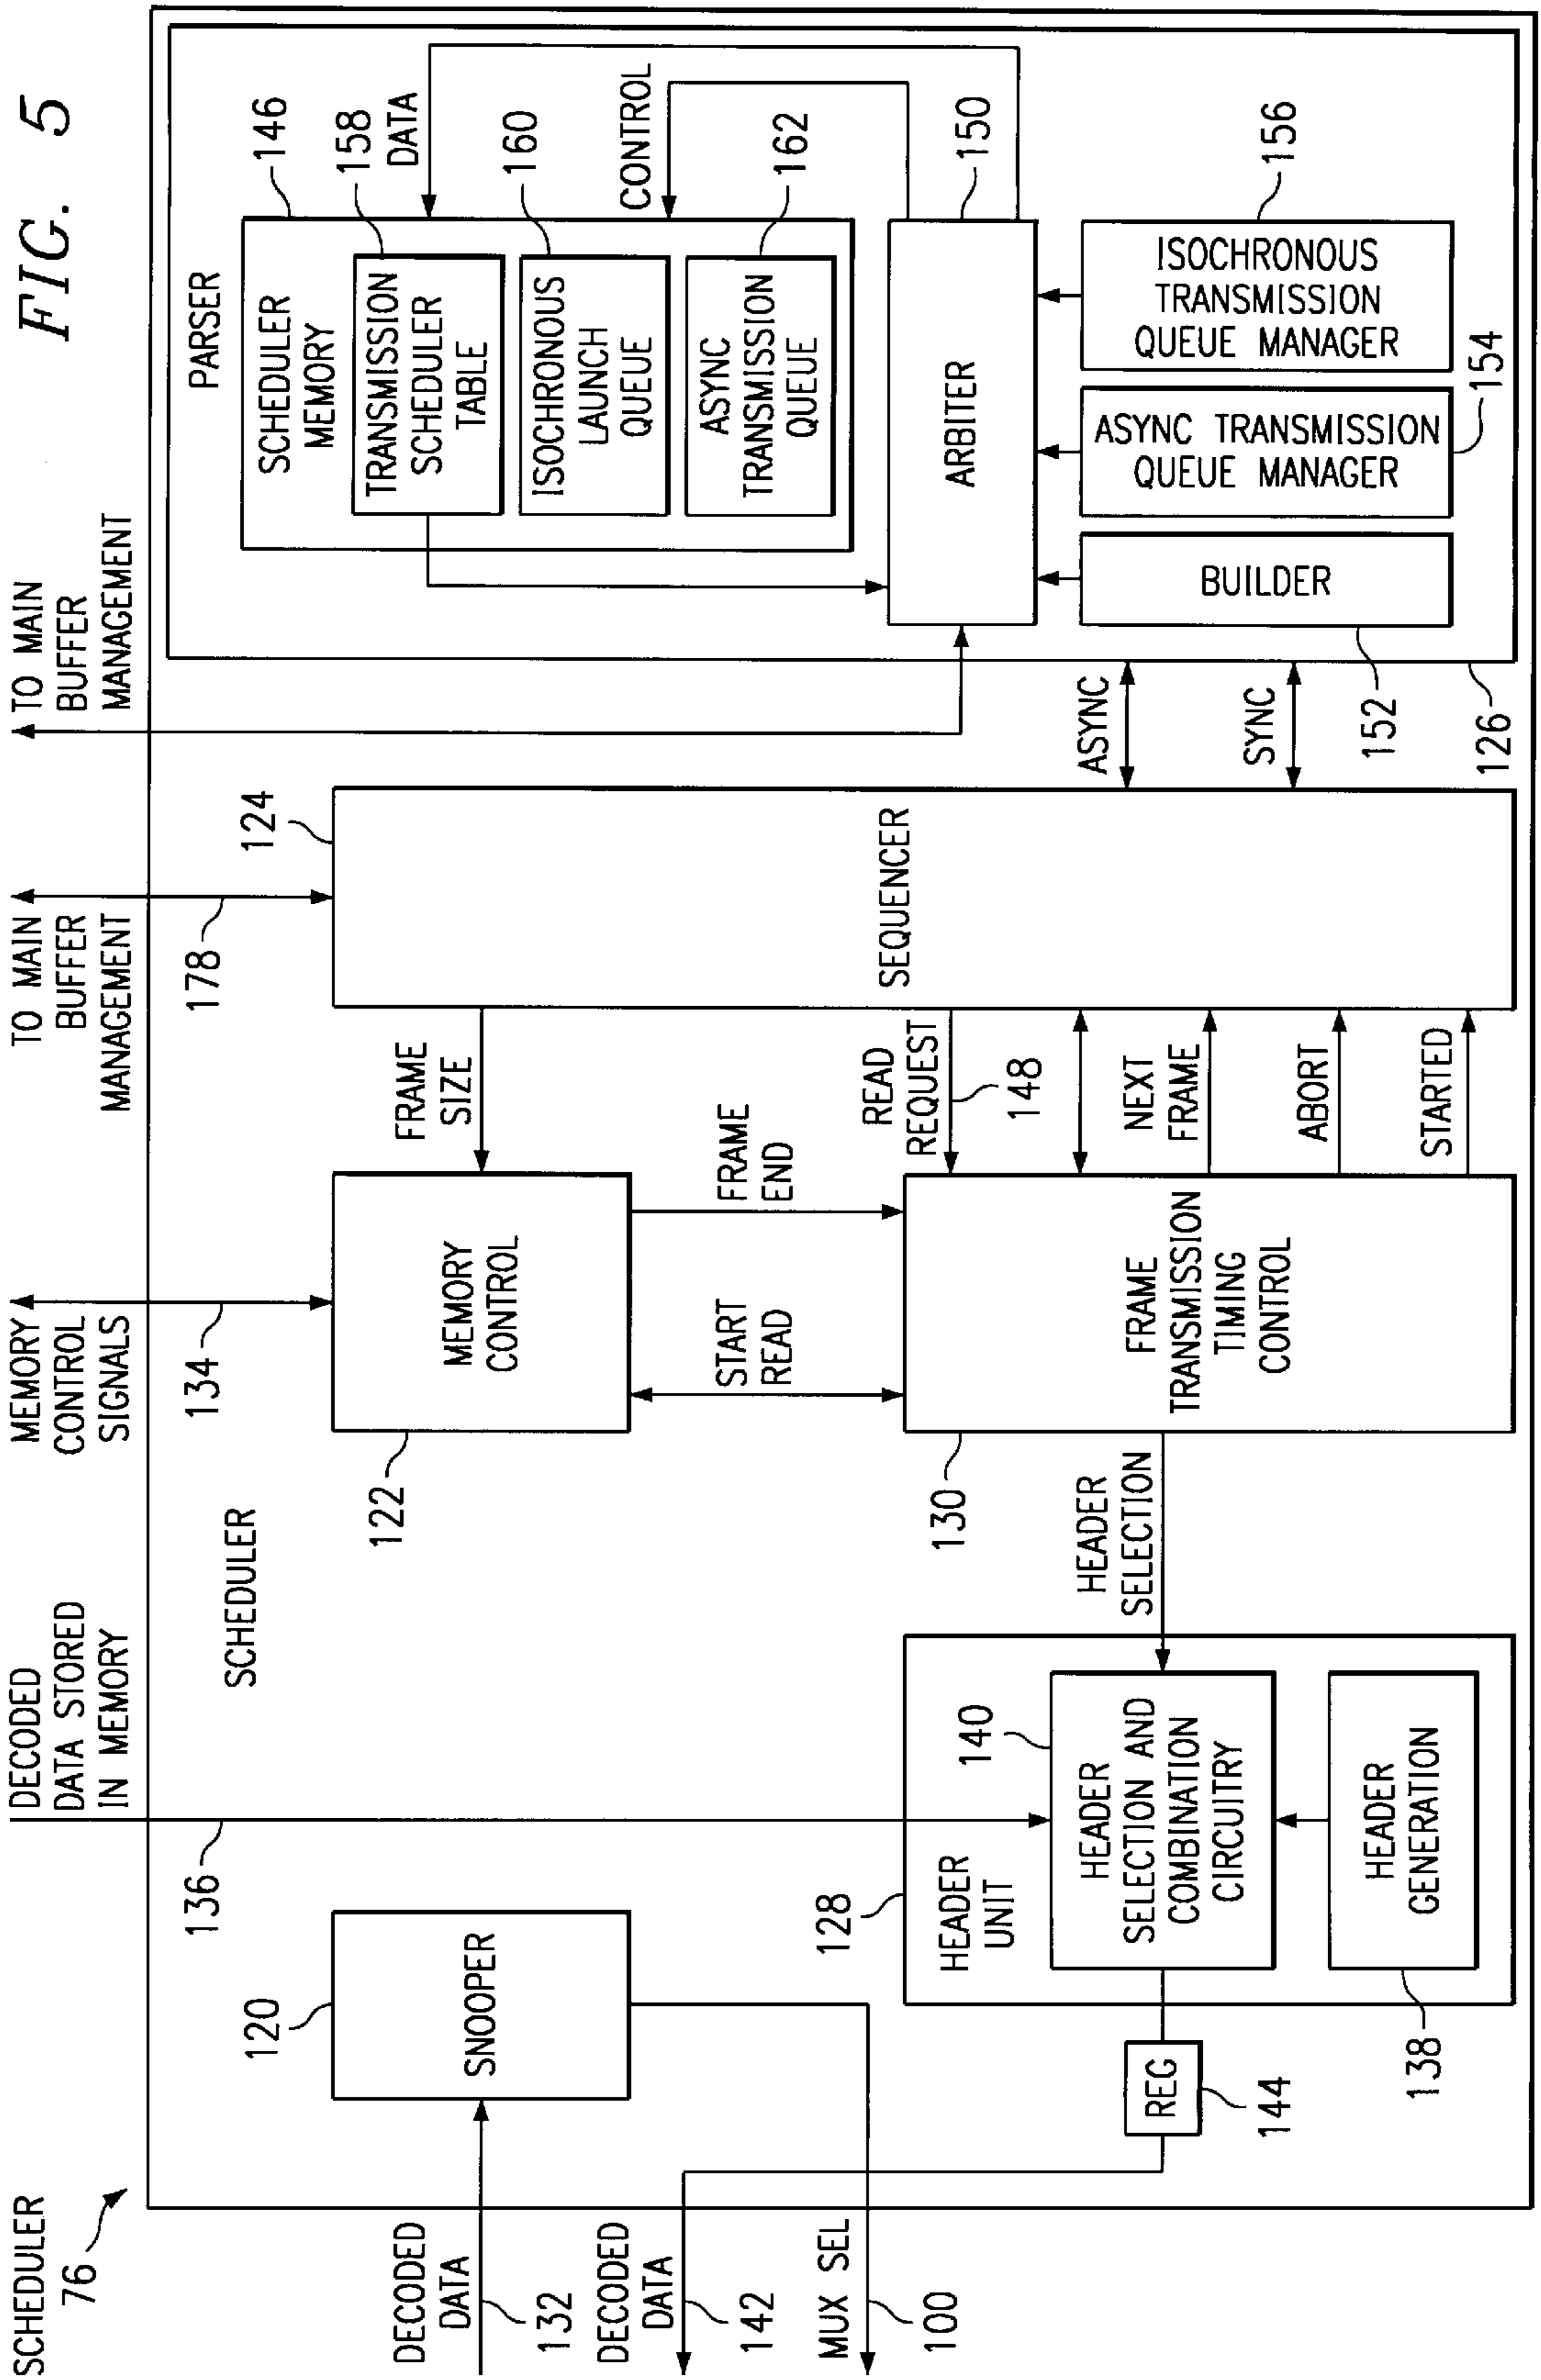 FIG. 5
SCHEDULER
76
DECODED
DATA STORED
IN MEMORY
136
MEMORY
CONTROL
SIGNALS
134
TO MAIN
BUFFER
MANAGEMENT
178
TO MAIN
BUFFER
MANAGEMENT
SCHEDULER
DECODED
DATA
132
DECODED
DATA
142
MUX SEL
100
120
SNOOPER
128
HEADER
UNIT
140
HEADER
SELECTION AND
COMBINATION
CIRCUITRY
HEADER
GENERATION
138
REG
144
HEADER
SELECTION
122
MEMORY
CONTROL
START
READ
FRAME
END
130
FRAME
TRANSMISSION
TIMING
CONTROL
FRAME
SIZE
READ
REQUEST
148
NEXT
FRAME
ABORT
STARTED
124
SEQUENCER
ASYNC
SYNC
126
PARSER
146
SCHEDULER
MEMORY
158
TRANSMISSION
SCHEDULER
TABLE
DATA
160
ISOCHRONOUS
LAUNCH
QUEUE
CONTROL
162
ASYNC
TRANSMISSION
QUEUE
150
ARBITER
BUILDER
152
ASYNC TRANSMISSION
QUEUE MANAGER
154
ISOCHRONOUS
TRANSMISSION
QUEUE MANAGER
156